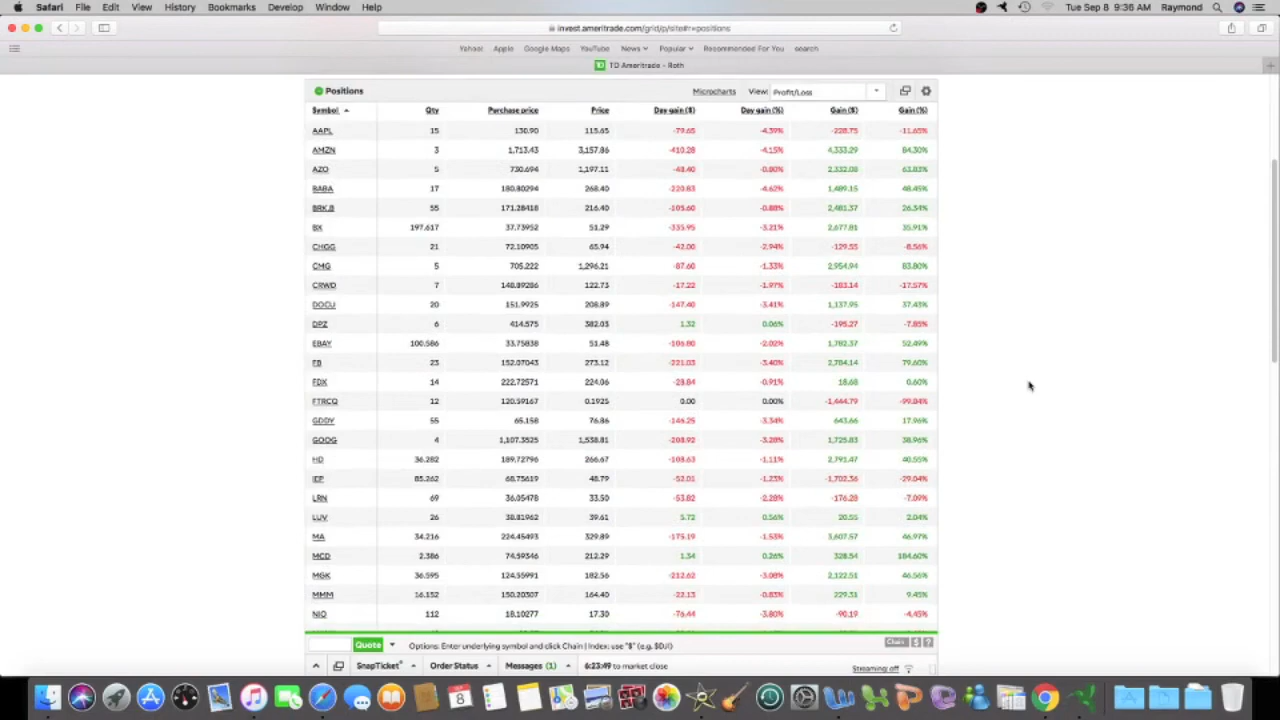 Safari File Edit View History Bookmarks Develop Window Help Tue Sep 8 9:36 AM Raymond
invest.ameritrade.com/grid/p/site#r=positions
Yahoo! Apple Google Maps YouTube News Popular Recommended For You search
TD Ameritrade - Roth
Positions Microcharts View: Profit/Loss
Symbol Qty Purchase price Price Day gain ($) Day gain (%) Gain ($) Gain (%)
AAPL 15 130.90 115.65 -79.65 -4.39% -228.75 -11.65%
AMZN 3 1,713.43 3,157.86 -410.28 -4.15% 4,333.29 84.30%
AZO 5 730.694 1,197.11 -48.40 -0.80% 2,332.08 63.83%
BABA 17 180.80294 268.40 -220.83 -4.62% 1,489.15 48.45%
BRK.B 55 171.28418 216.40 -105.60 -0.88% 2,481.37 26.34%
BX 197.617 37.73952 51.29 -335.95 -3.21% 2,677.81 35.91%
CHGG 21 72.10905 65.94 -42.00 -2.94% -129.55 -8.56%
CMG 5 705.222 1,296.21 -87.60 -1.33% 2,954.94 83.80%
CRWD 7 148.89286 122.73 -17.22 -1.97% -183.14 -17.57%
DOCU 20 151.9925 208.89 -147.40 -3.41% 1,137.95 37.43%
DPZ 6 414.575 382.03 1.32 0.06% -195.27 -7.85%
EBAY 100.586 33.75838 51.48 -106.80 -2.02% 1,782.37 52.49%
FB 23 152.07043 273.12 -221.03 -3.40% 2,784.14 79.60%
FDX 14 222.72571 224.06 -28.84 -0.91% 18.68 0.60%
FTRCQ 12 120.59167 0.1925 0.00 0.00% -1,444.79 -99.84%
GDDY 55 65.158 76.86 -146.25 -3.34% 643.66 17.96%
GOOG 4 1,107.3525 1,538.81 -208.92 -3.28% 1,725.83 38.96%
HD 36.282 189.72796 266.67 -108.63 -1.11% 2,791.47 40.55%
IEP 85.262 68.75619 48.79 -52.01 -1.23% -1,702.36 -29.04%
LRN 69 36.05478 33.50 -53.82 -2.28% -176.28 -7.09%
LUV 26 38.81962 39.61 5.72 0.56% 20.55 2.04%
MA 34.216 224.45493 329.89 -175.19 -1.53% 3,607.57 46.97%
MCD 2.386 74.59346 212.29 1.34 0.26% 328.54 184.60%
MGK 36.595 124.55991 182.56 -212.62 -3.08% 2,122.51 46.56%
MMM 16.152 150.20307 164.40 -22.13 -0.83% 229.31 9.45%
NIO 112 18.10277 17.30 -76.44 -3.80% -90.19 -4.45%
Quote Options: Enter underlying symbol and click Chain | Index: use "$" (e.g. $DJI) Chain $ ?
SnapTicket® Order Status Messages (1) 6:23:49 to market close Streaming: off